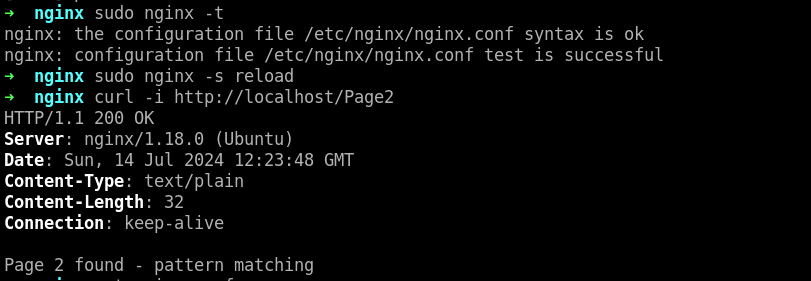 ➜  nginx sudo nginx -t
nginx: the configuration file /etc/nginx/nginx.conf syntax is ok
nginx: configuration file /etc/nginx/nginx.conf test is successful
➜  nginx sudo nginx -s reload
➜  nginx curl -i http://localhost/Page2
HTTP/1.1 200 OK
Server: nginx/1.18.0 (Ubuntu)
Date: Sun, 14 Jul 2024 12:23:48 GMT
Content-Type: text/plain
Content-Length: 32
Connection: keep-alive

Page 2 found - pattern matching